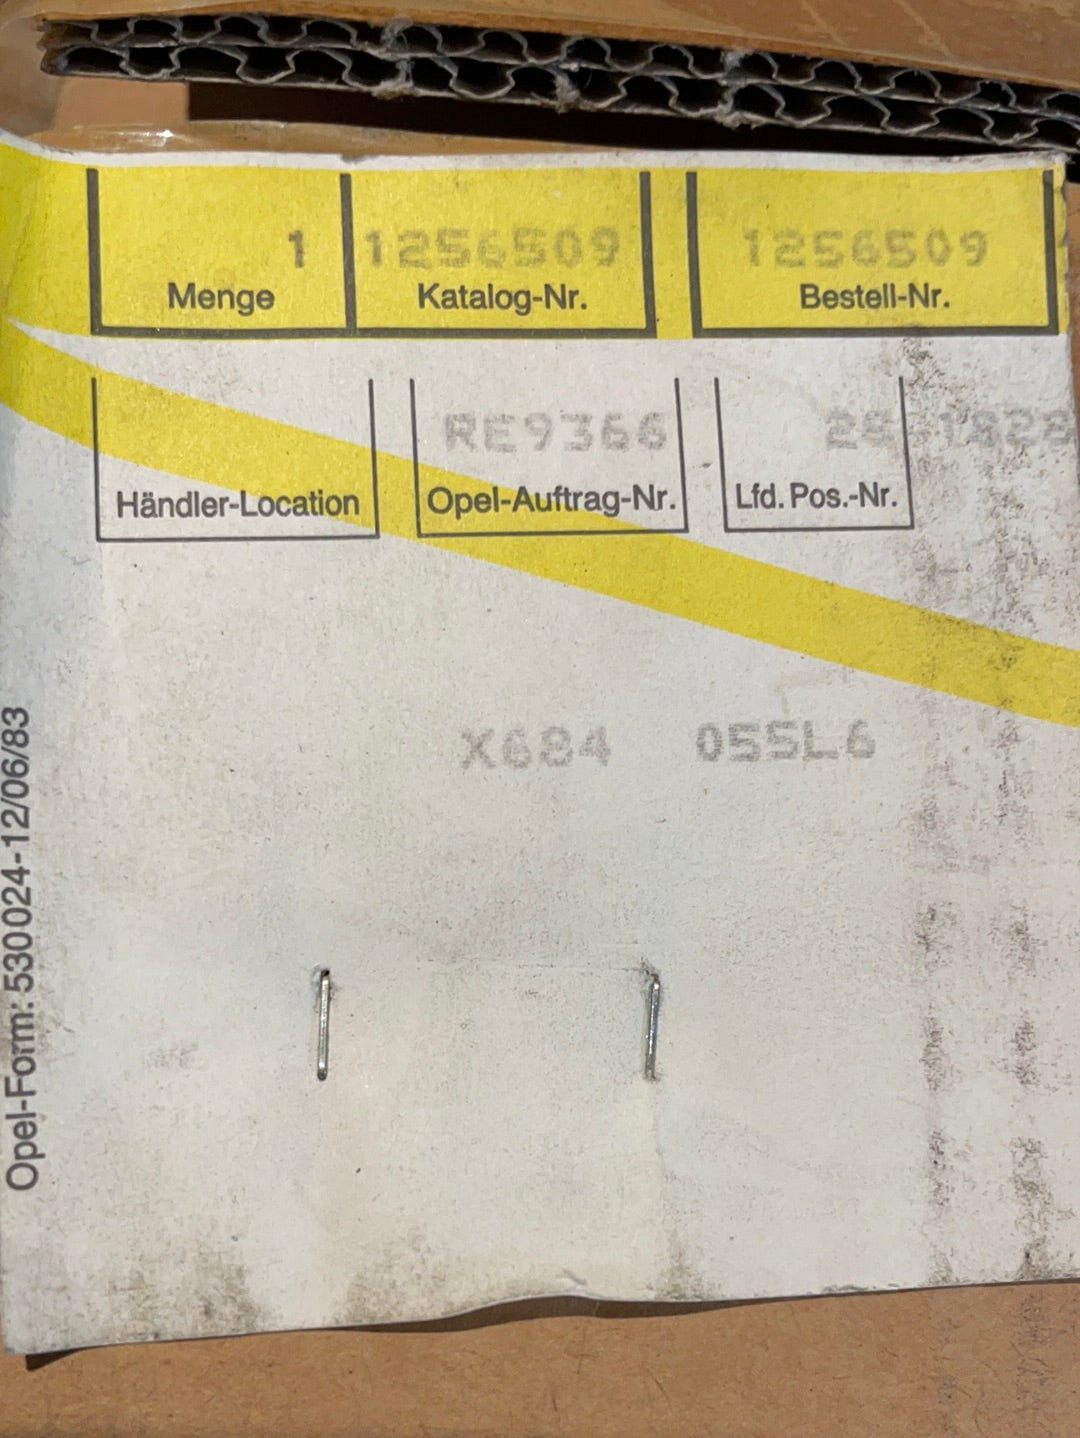 1 1256509 1256509
Menge Katalog-Nr. Bestell-Nr.
RE9366
Händler-Location Opel-Auftrag-Nr. Lfd. Pos.-Nr.
X684 055L6
Opel-Form: 530024-12/06/83